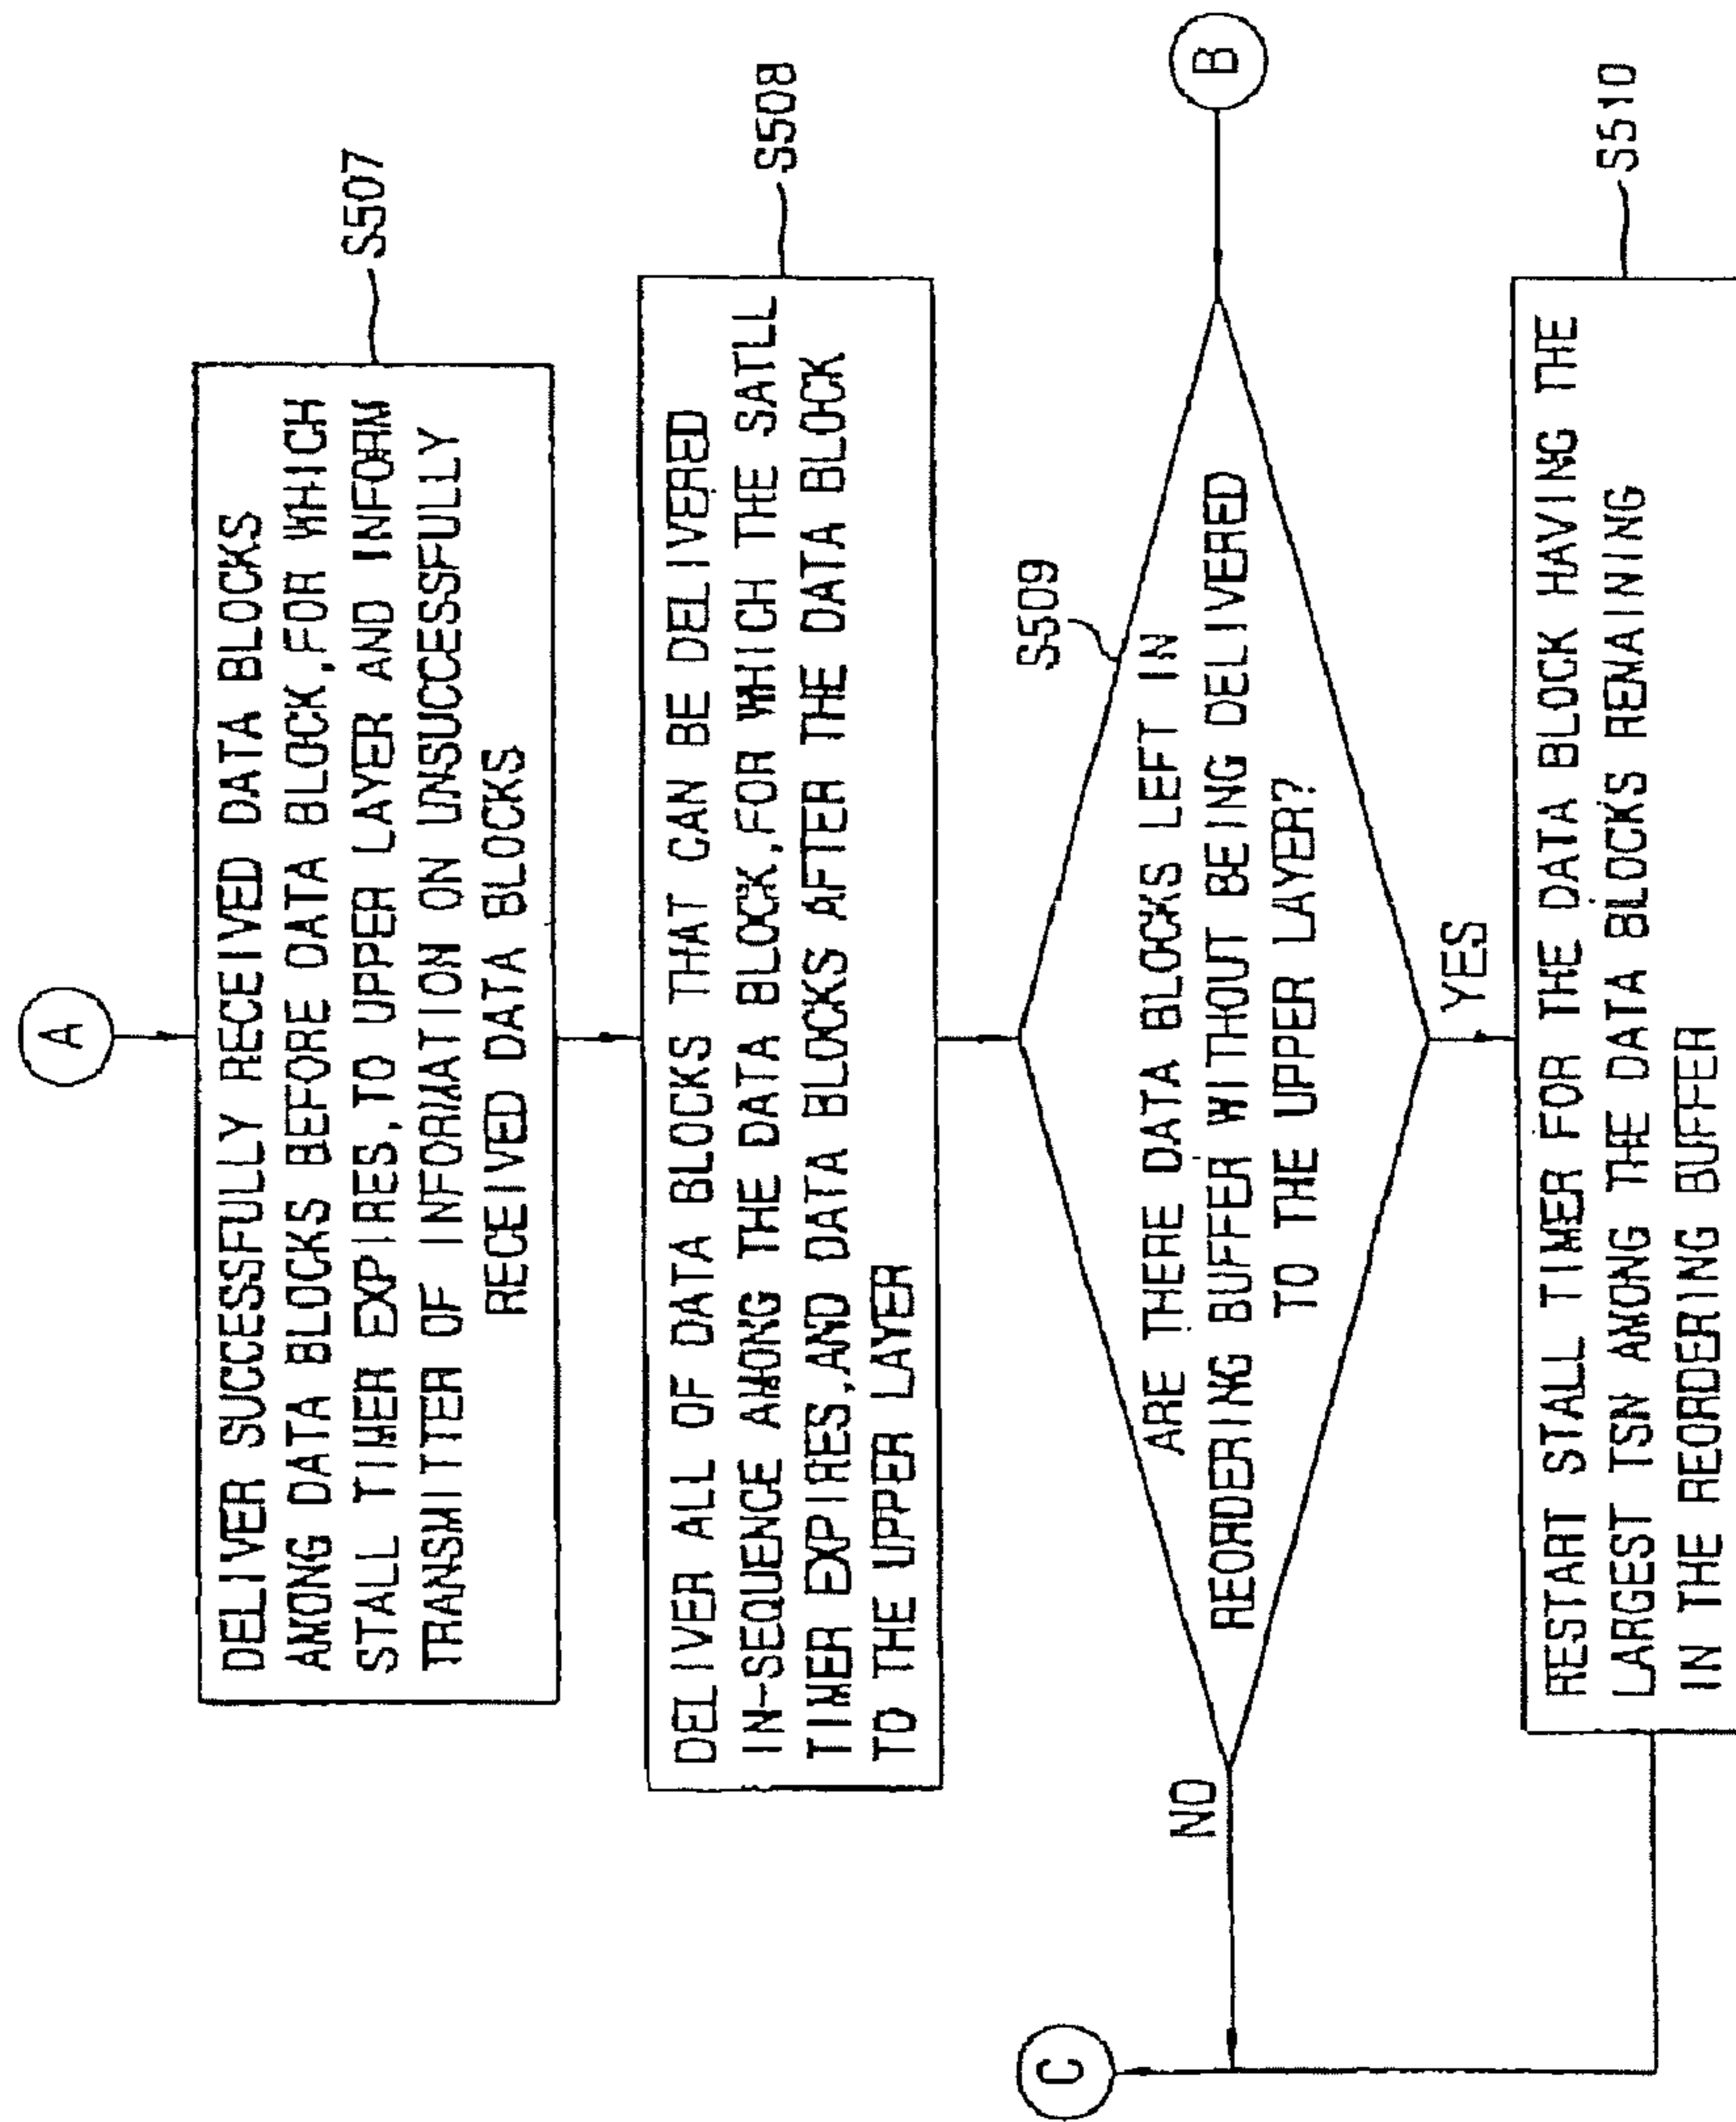 A
DELIVER SUCCESSFULLY RECEIVED DATA BLOCKS
AMONG DATA BLOCKS BEFORE DATA BLOCK,FOR WHICH
STALL TIMER EXPIRES,TO UPPER LAYER AND INFORM
TRANSMITTER OF INFORMATION ON UNSUCCESSFULLY
RECEIVED DATA BLOCKS
S507
DELIVER ALL OF DATA BLOCKS THAT CAN BE DELIVERED
IN-SEQUENCE AMONG THE DATA BLOCK,FOR WHICH THE SATLL
TIMER EXPIRES,AND DATA BLOCKS AFTER THE DATA BLOCK
TO THE UPPER LAYER
S508
S509
ARE THERE DATA BLOCKS LEFT IN
REORDERING BUFFER WITHOUT BEING DELIVERED
TO THE UPPER LAYER?
B
NO
YES
C
RESTART STALL TIMER FOR THE DATA BLOCK HAVING THE
LARGEST TSN AMONG THE DATA BLOCKS REMAINING
IN THE REORDERING BUFFER
S510